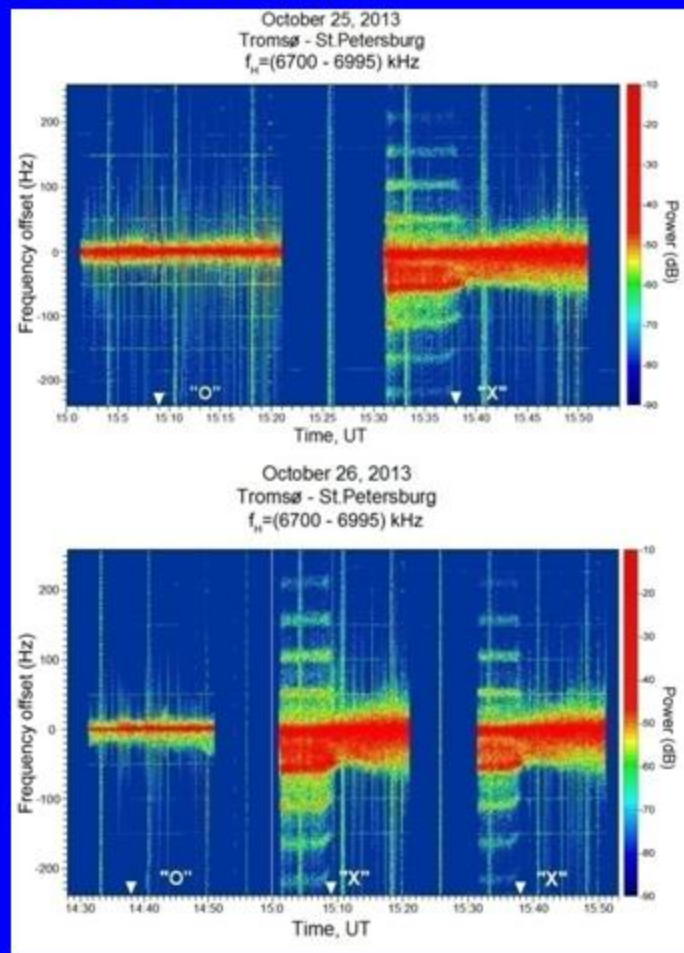 October 25, 2013
Tromsø - St.Petersburg
f_H=(6700 - 6995) kHz
Frequency offset (Hz)
200
100
0
-100
-200
-10
-20
-30
-40
-50
-60
-70
-80
-90
Power (dB)
"O" "X"
15:0 15:5 15:10 15:15 15:20 15:25 15:30 15:35 15:40 15:45 15:50
Time, UT
October 26, 2013
Tromsø - St.Petersburg
f_H=(6700 - 6995) kHz
Frequency offset (Hz)
200
100
0
-100
-200
-10
-20
-30
-40
-50
-60
-70
-80
-90
Power (dB)
"O" "X" "X"
14:30 14:40 14:50 15:0 15:10 15:20 15:30 15:40 15:50
Time, UT